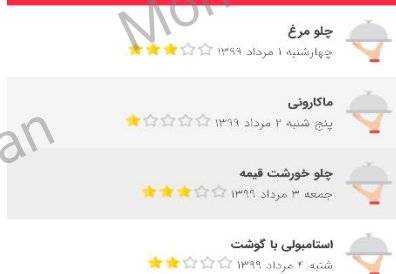 چلو مرغ
چهارشنبه ۱ مرداد ۱۳۹۹
ماکارونی
پنج شنبه ۲ مرداد ۱۳۹۹
چلو خورشت قیمه
جمعه ۳ مرداد ۱۳۹۹
استامبولی با گوشت
شنبه ۴ مرداد ۱۳۹۹